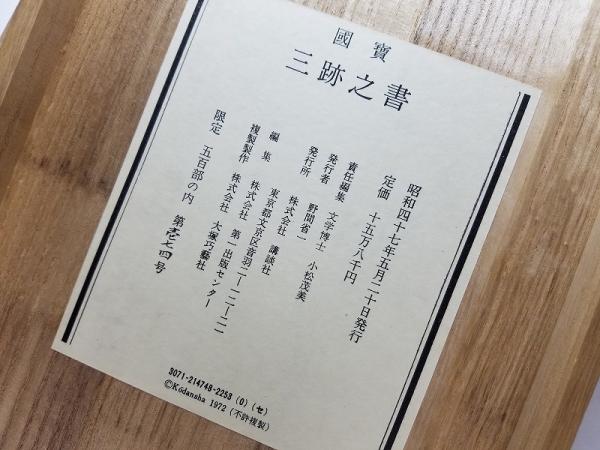 國寶
三跡之書
昭和四十七年五月二十日発行
定価 十五万八千円
責任編集 文学博士 小松茂美
発行者 野間省一
発行所 株式会社 講談社
東京都文京区音羽二―一二―二一
編集 株式会社 第一出版センター
複製製作 株式会社 大塚巧藝社
限定 五百部の内 第壱七四号
3071-214748-2253 (0) (セ)
©Kōdansha 1972 (不許複製)